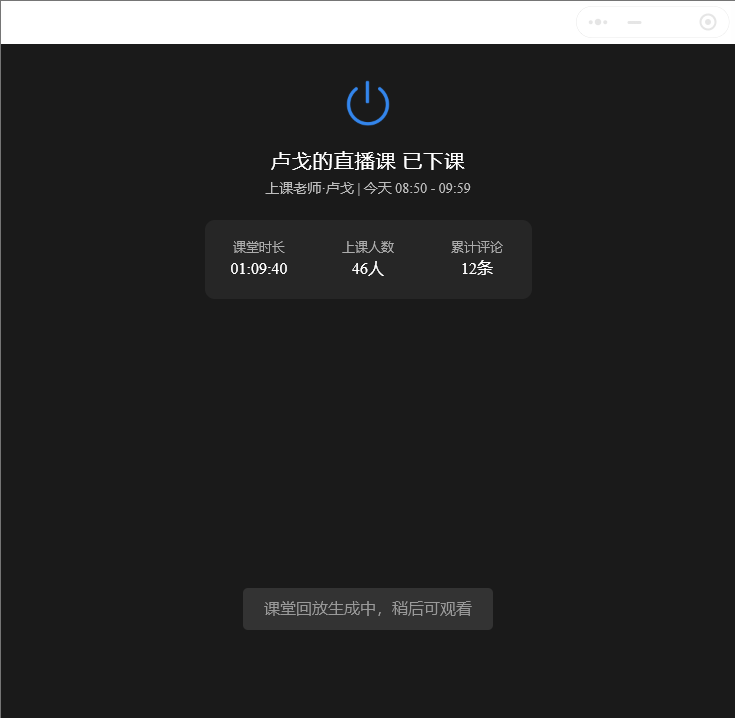 卢戈的直播课 已下课
上课老师·卢戈 | 今天 08:50 - 09:59
课堂时长 上课人数 累计评论
01:09:40 46人 12条
课堂回放生成中，稍后可观看